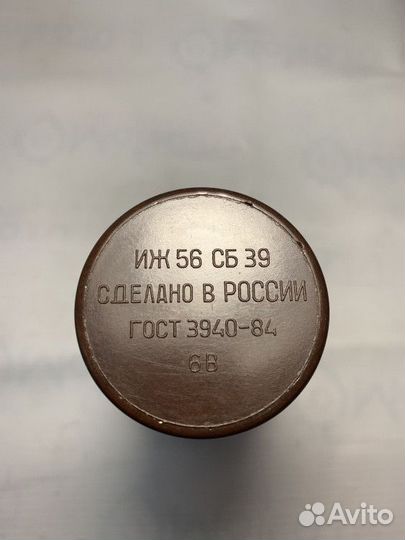 ИЖ 56 СБ 39
СДЕЛАНО В РОССИИ
ГОСТ 3940-84
6В
Avito